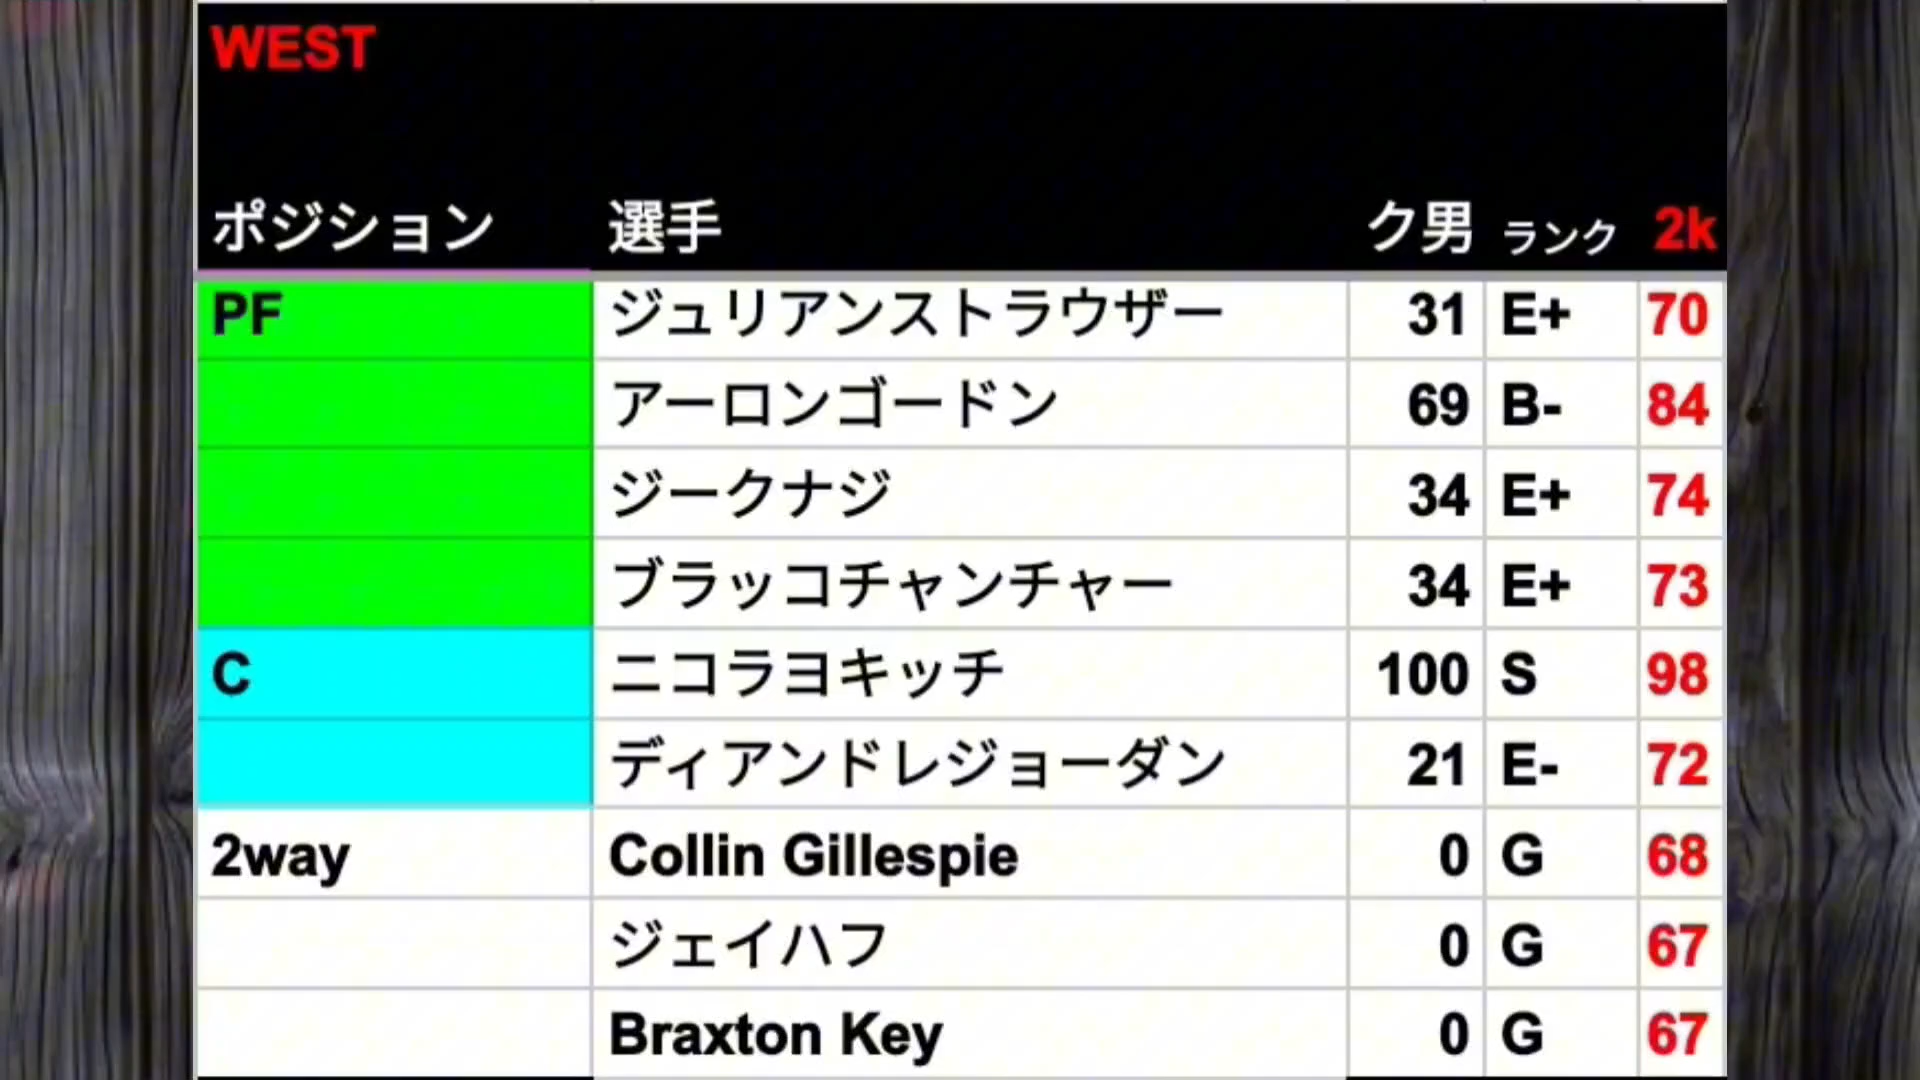 WEST
ポジション 選手 ク男 ランク 2k
PF ジュリアンストラウザー 31 E+ 70
アーロンゴードン 69 B- 84
ジークナジ 34 E+ 74
ブラッコチャンチャー 34 E+ 73
C ニコラヨキッチ 100 S 98
ディアンドレジョーダン 21 E- 72
2way Collin Gillespie 0 G 68
ジェイハフ 0 G 67
Braxton Key 0 G 67